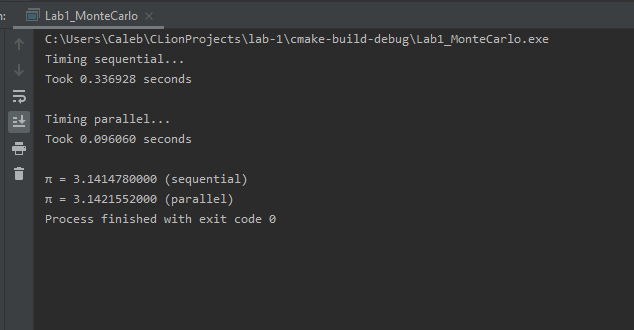 Lab1_MonteCarlo
C:\Users\Caleb\CLionProjects\lab-1\cmake-build-debug\Lab1_MonteCarlo.exe
Timing sequential...
Took 0.336928 seconds
Timing parallel...
Took 0.096060 seconds
π = 3.1414780000 (sequential)
π = 3.1421552000 (parallel)
Process finished with exit code 0